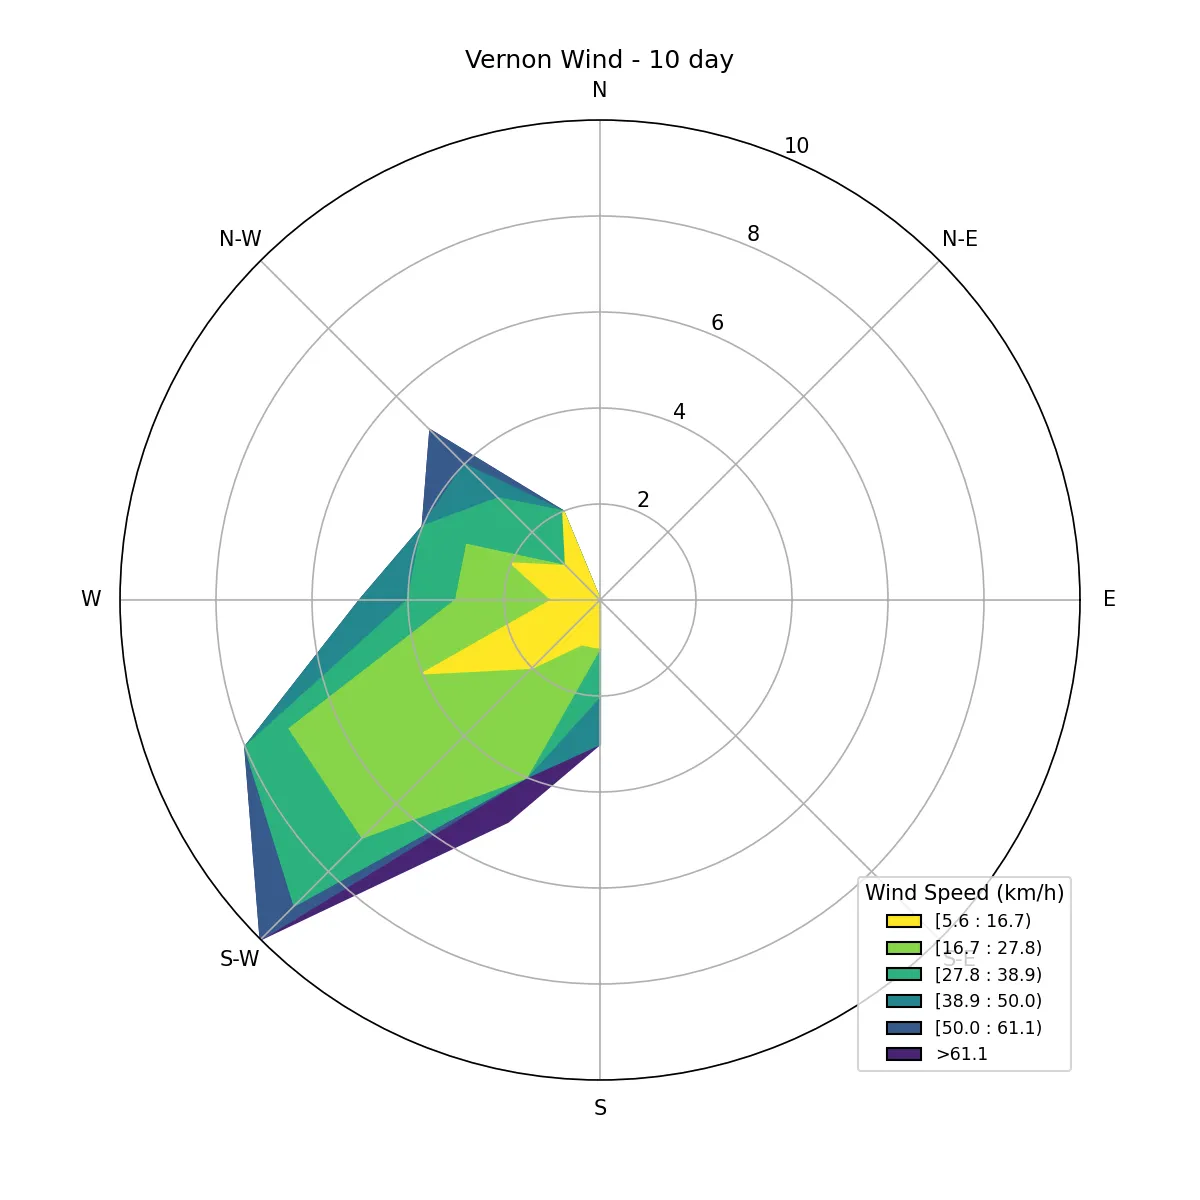 Vernon Wind - 10 day
N
10
N-W
N-E
8
6
4
2
W
E
S-W
S-E
S
Wind Speed (km/h)
[5.6 : 16.7)
[16.7 : 27.8)
[27.8 : 38.9)
[38.9 : 50.0)
[50.0 : 61.1)
>61.1